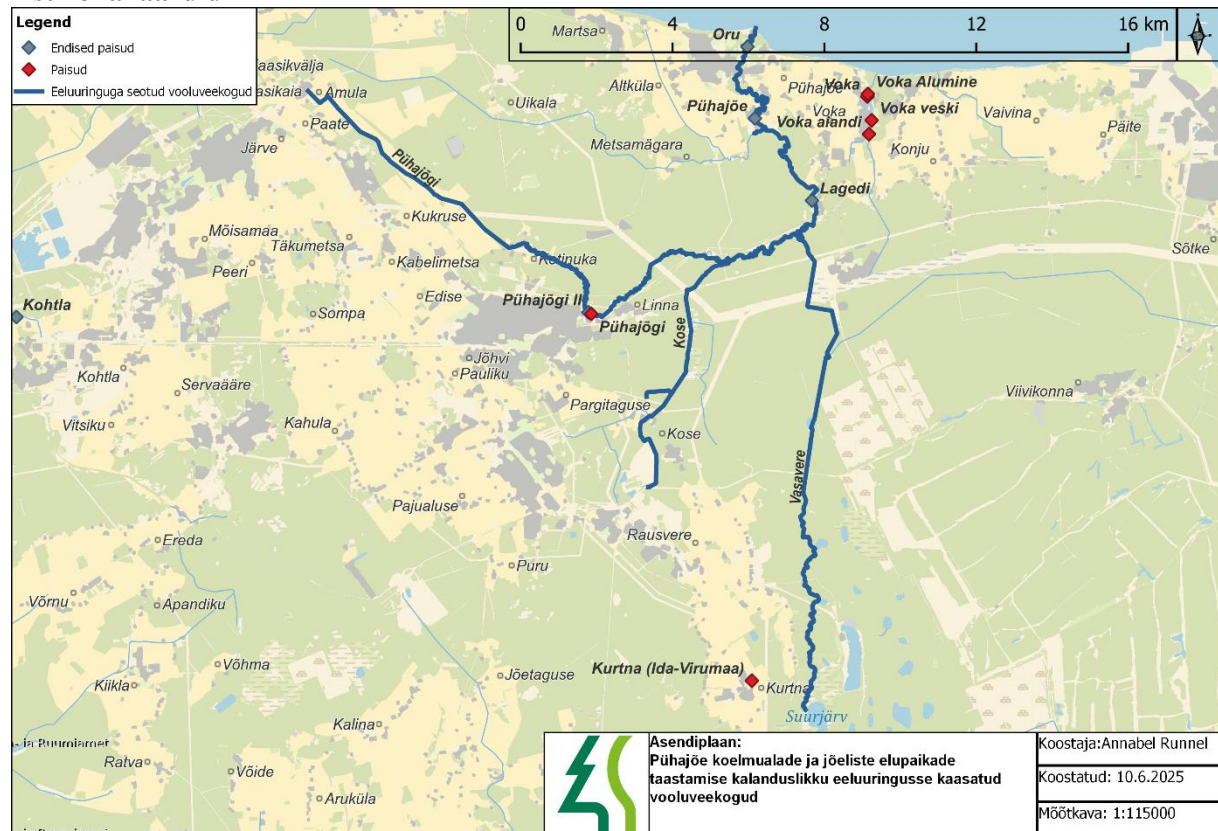 Legend
Endised paisud
Paisud
Eeluuringuga seotud vooluveekogud
0 4 8 12 16 km
Martsa
Oru
Altküla
Uikala
Pühajõe
Pühajõe
Metsamägara
Voka
Voka Alumine
Voka
Voka veski
Voka alandi
Vaivina
Päite
Konju
Lagedi
Sõtke
aasikvälja
asikaia
Amula
Paate
Järve
Pühajõgi
Kukruse
Mõisamaa
Täkumetsa
Peeri
Kabelimetsa
Kotinuka
Edise
Sompa
Pühajõgi II
Pühajõgi
Linna
Kose
Kohtla
Jõhvi
Pauliku
Kohtla
Servaääre
Pargitaguse
Viivikonna
Vitsiku
Kahula
Kose
Vasavere
Pajualuse
Rausvere
Ereda
Puru
Võrnu
Apandiku
Võhma
Jõetaguse
Kurtna (Ida-Virumaa)
Kurtna
Kiikla
Suurjärv
Kalina
Ratva
Võide
Aruküla
Asendiplaan:
Pühajõe koelmualade ja jõeliste elupaikade
taastamise kalanduslikku eeluuringusse kaasatud
vooluveekogud
Koostaja:Annabel Runnel
Koostatud: 10.6.2025
Mõõtkava: 1:115000